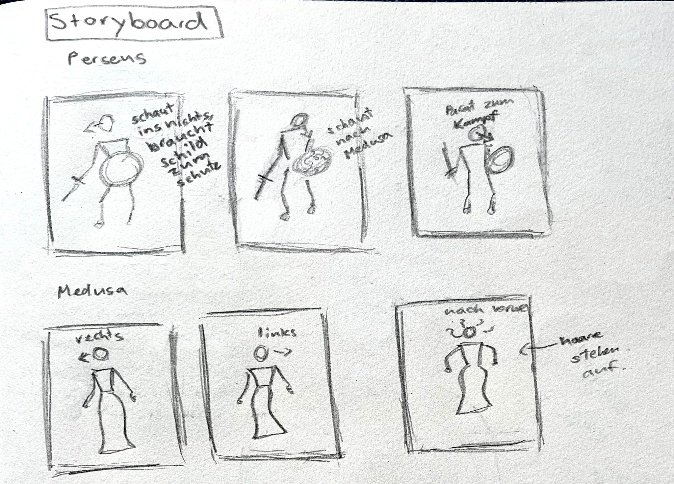 Storyboard
Perseus
schaut
ins nichts,
braucht
schild
zum
schutz
schaut
nach
Medusa
Passt zum
Kampf
Medusa
rechts
links
nach vorne
haare
stehen
auf.